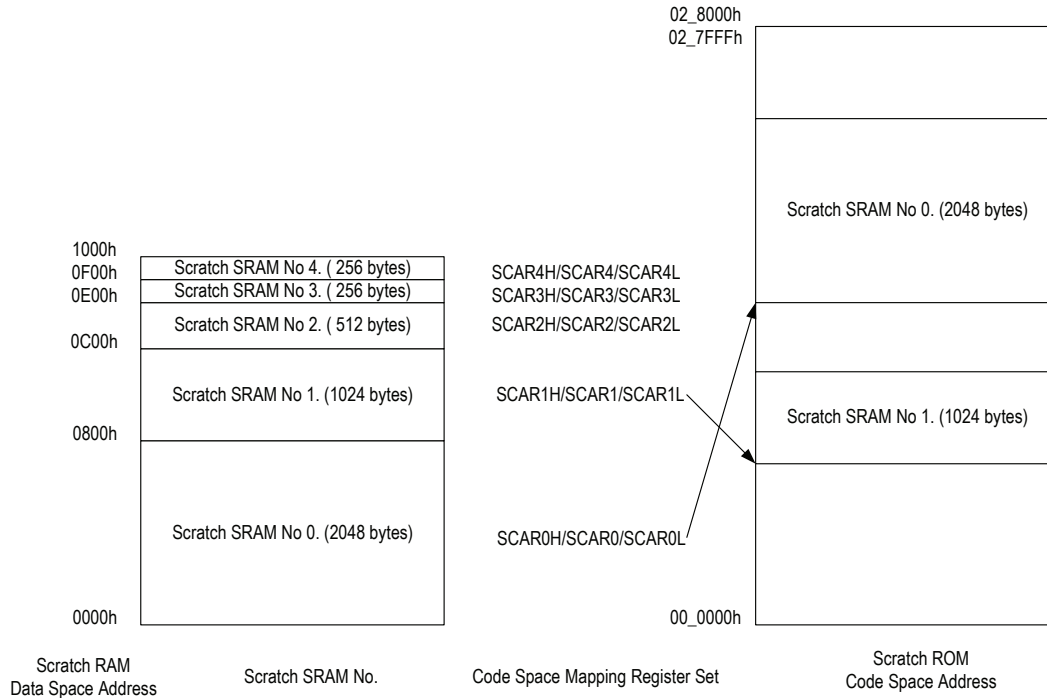 02_8000h
02_7FFFh
Scratch SRAM No 0. (2048 bytes)
1000h
0F00h
0E00h
0C00h
0800h
0000h
Scratch SRAM No 4. ( 256 bytes)
Scratch SRAM No 3. ( 256 bytes)
Scratch SRAM No 2. ( 512 bytes)
Scratch SRAM No 1. (1024 bytes)
Scratch SRAM No 0. (2048 bytes)
SCAR4H/SCAR4/SCAR4L
SCAR3H/SCAR3/SCAR3L
SCAR2H/SCAR2/SCAR2L
SCAR1H/SCAR1/SCAR1L
SCAR0H/SCAR0/SCAR0L
Scratch SRAM No 1. (1024 bytes)
00_0000h
Scratch RAM
Data Space Address
Scratch SRAM No.
Code Space Mapping Register Set
Scratch ROM
Code Space Address